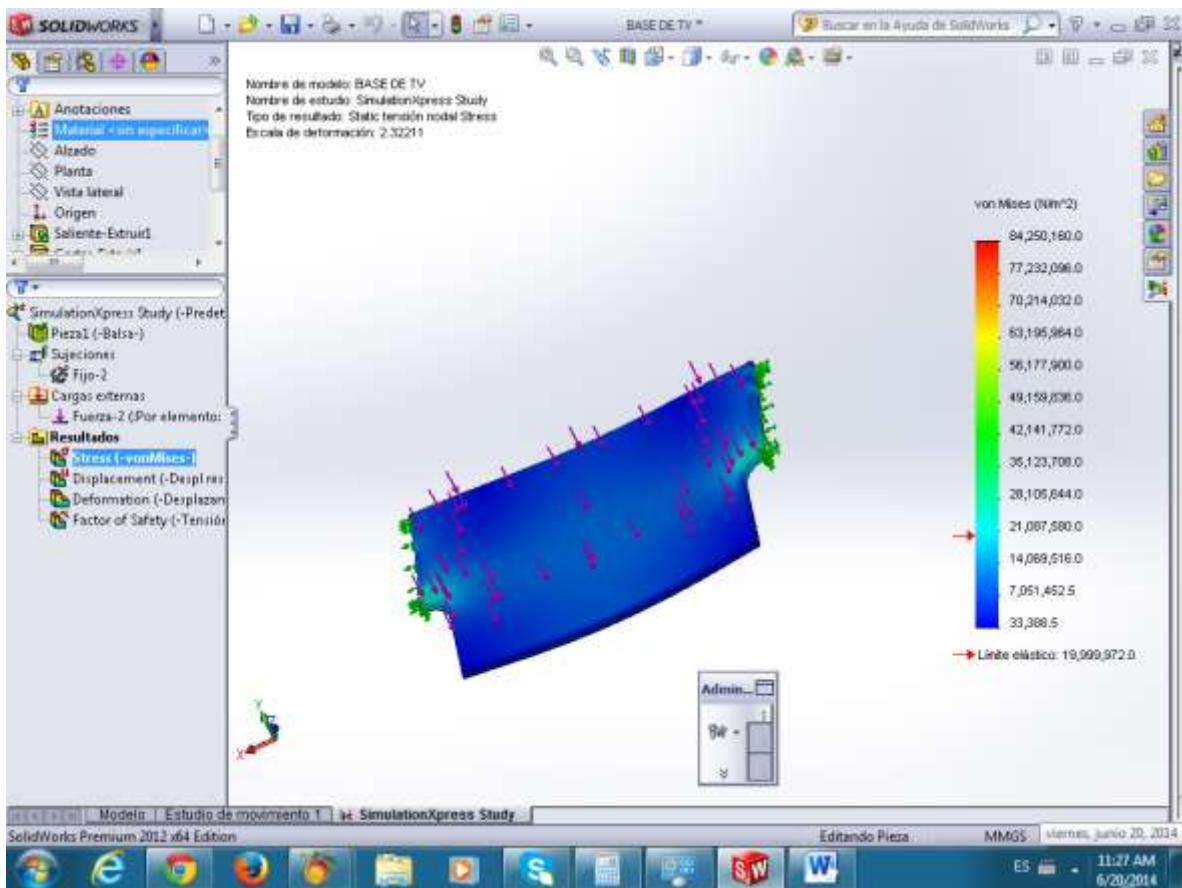 SOLIDWORKS
BASE DE TV *
Buscar en la Ayuda de SolidWorks
Anotaciones
Material <sin especificar>
Alzado
Planta
Vista lateral
Origen
Saliente-Extruir1
SimulationXpress Study (-Predet
Pieza1 (-Balsa-)
Sujeciones
Fijo-2
Cargas externas
Fuerza-2 (:Por elemento:
Resultados
Stress (-vonMises-)
Displacement (-Despl res
Deformation (-Desplazan
Factor of Safety (-Tensión
Nombre de modelo: BASE DE TV
Nombre de estudio: SimulationXpress Study
Tipo de resultado: Static tensión nodal Stress
Escala de deformación: 2.32211
von Mises (N/m^2)
84,250,160.0
77,232,096.0
70,214,032.0
63,195,964.0
56,177,900.0
49,159,836.0
42,141,772.0
35,123,708.0
28,105,644.0
21,087,580.0
14,069,516.0
7,051,452.5
33,388.5
Límite elástico: 19,999,972.0
Admin...
Y
X
Modelo
Estudio de movimiento 1
SimulationXpress Study
SolidWorks Premium 2012 x64 Edition
Editando Pieza
MMGS
viernes, junio 20, 2014
ES
11:27 AM
6/20/2014